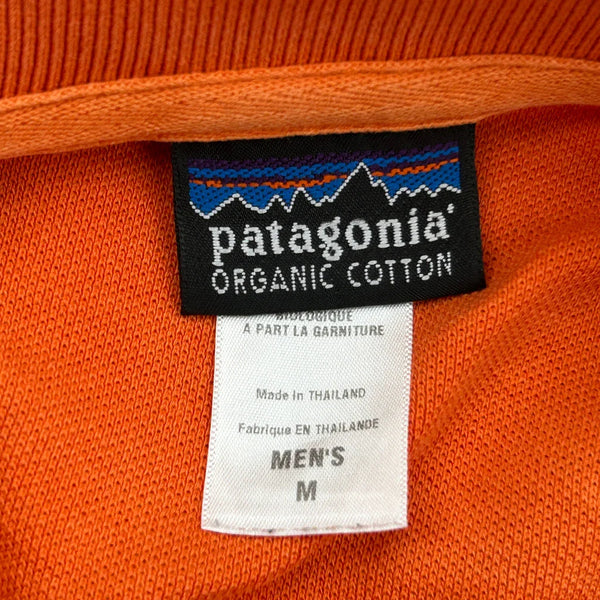 patagonia®
ORGANIC COTTON
BIOLOGIQUE
A PART LA GARNITURE
Made in THAILAND
Fabrique EN THAILANDE
MEN'S
M